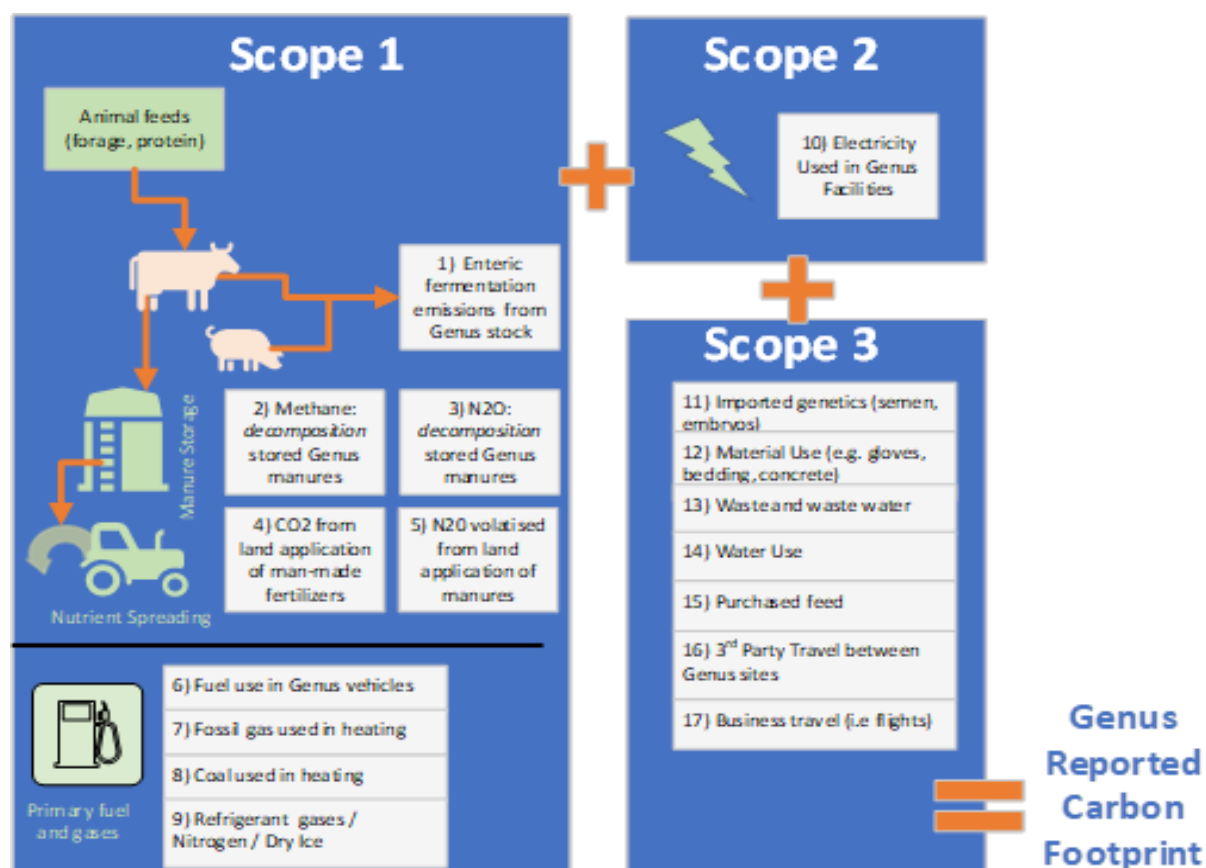 Scope 1
Animal feeds
(forage, protein)
1) Enteric
fermentation
emissions from
Genus stock
Manure Storage
2) Methane:
decomposition
stored Genus
manures
3) N2O:
decomposition
stored Genus
manures
4) CO2 from
land application
of man-made
fertilizers
5) N20 volatised
from land
application of
manures
Nutrient Spreading
Primary fuel
and gases
6) Fuel use in Genus vehicles
7) Fossil gas used in heating
8) Coal used in heating
9) Refrigerant gases /
Nitrogen / Dry Ice
Scope 2
10) Electricity
Used in Genus
Facilities
Scope 3
11) Imported genetics (semen,
embryos)
12) Material Use (e.g. gloves,
bedding, concrete)
13) Waste and waste water
14) Water Use
15) Purchased feed
16) 3rd Party Travel between
Genus sites
17) Business travel (i.e flights)
Genus
Reported
Carbon
Footprint